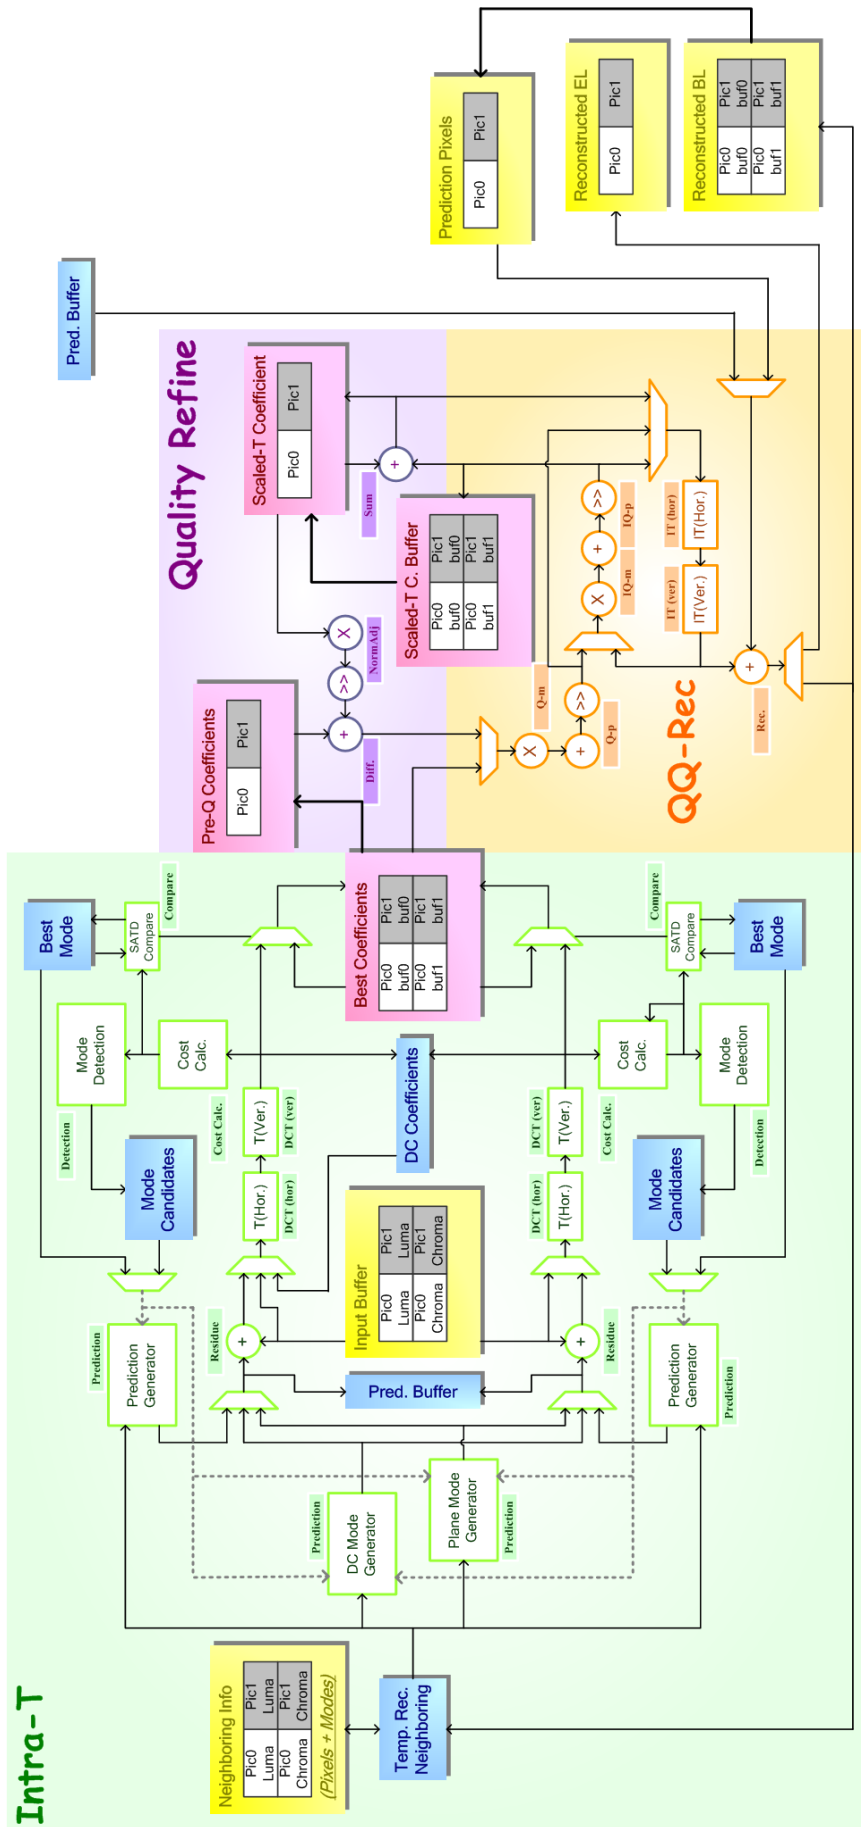 Intra-T
Neighboring Info
Pic0
Luma
Pic1
Luma
Pic0
Chroma
Pic1
Chroma
(Pixels + Modes)
Temp. Rec.
Neighboring
Prediction
Prediction
Generator
Prediction
DC Mode
Generator
Plane Mode
Generator
Prediction
Prediction
Generator
Prediction
Pred. Buffer
Residue
+
Input Buffer
Pic0
Luma
Pic1
Luma
Pic0
Chroma
Pic1
Chroma
+
Residue
Mode
Candidates
Detection
Mode
Detection
T(Hor.)
DCT (hor)
T(Ver.)
DCT (ver)
Cost Calc.
Cost
Calc.
DC Coefficients
DCT (hor)
T(Hor.)
DCT (ver)
T(Ver.)
Cost Calc.
Cost
Calc.
Mode
Candidates
Detection
Mode
Detection
Best
Mode
SATD
Compare
Compare
Best Coefficients
Pic0
buf0
Pic1
buf0
Pic0
buf1
Pic1
buf1
Compare
SATD
Compare
Best
Mode
Quality Refine
Pre-Q Coefficients
Pic0
Pic1
Scaled-T Coefficient
Pic0
Pic1
X
NormAdj
>>
+
Diff.
Sum
+
Scaled-T C. Buffer
Pic0
buf0
Pic1
buf0
Pic0
buf1
Pic1
buf1
QQ-Rec
Q-m
X
+
Q-p
>>
X
IQ-m
+
>>
IQ-p
IT (ver)
IT(Ver.)
IT (hor)
IT(Hor.)
Rec.
+
Pred. Buffer
Prediction Pixels
Pic0
Pic1
Reconstructed EL
Pic0
Pic1
Reconstructed BL
Pic0
buf0
Pic1
buf0
Pic0
buf1
Pic1
buf1